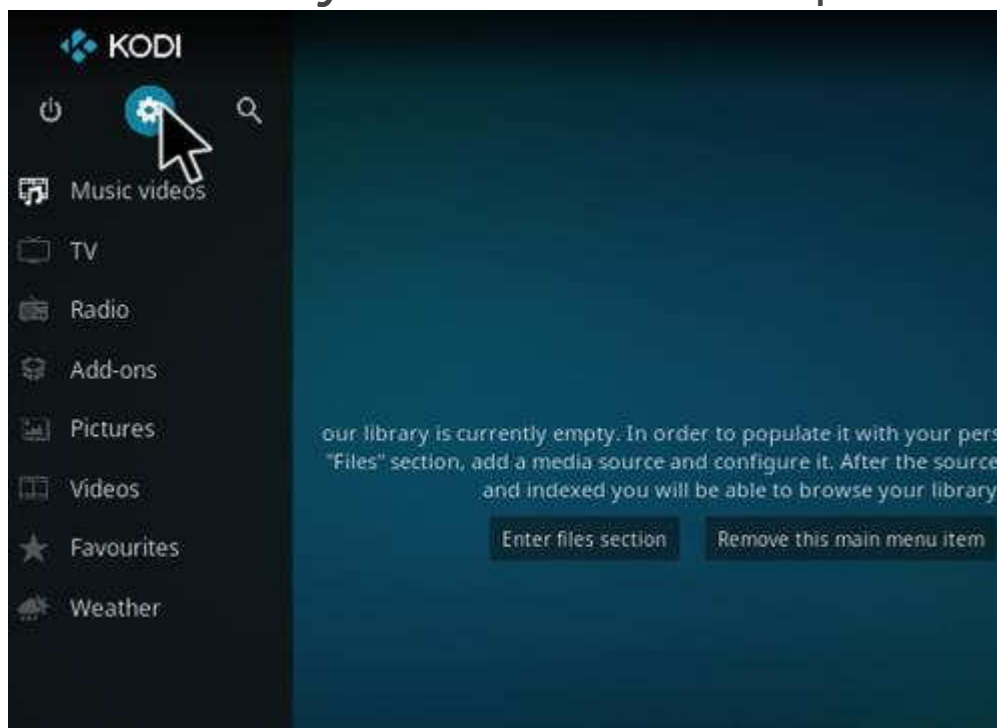 KODI
Music videos
TV
Radio
Add-ons
Pictures
Videos
Favourites
Weather
our library is currently empty. In order to populate it with your pers
"Files" section, add a media source and configure it. After the source
and indexed you will be able to browse your library
Enter files section
Remove this main menu item